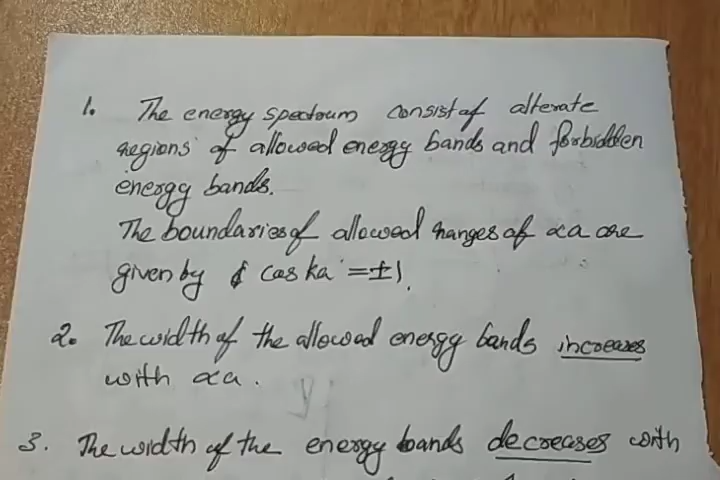 1. The energy spectrum consist of alterate
regions of allowed energy bands and forbidden
energy bands.
The boundaries of allowed ranges of αa are
given by cos ka = ±1.
2. The width of the allowed energy bands increases
with αa.
3. The width of the energy bands decreases with